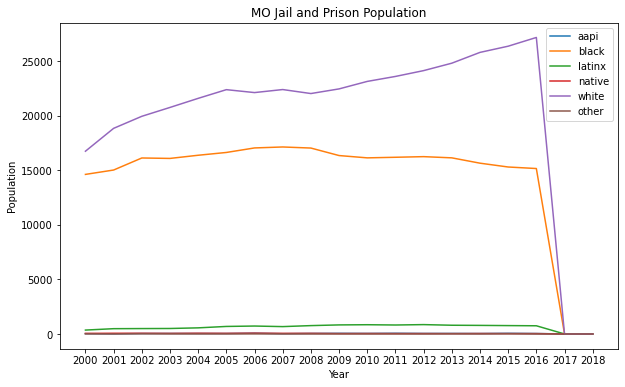 MO Jail and Prison Population
aapi
black
latinx
native
white
other
Population
25000
20000
15000
10000
5000
0
2000 2001 2002 2003 2004 2005 2006 2007 2008 2009 2010 2011 2012 2013 2014 2015 2016 2017 2018
Year